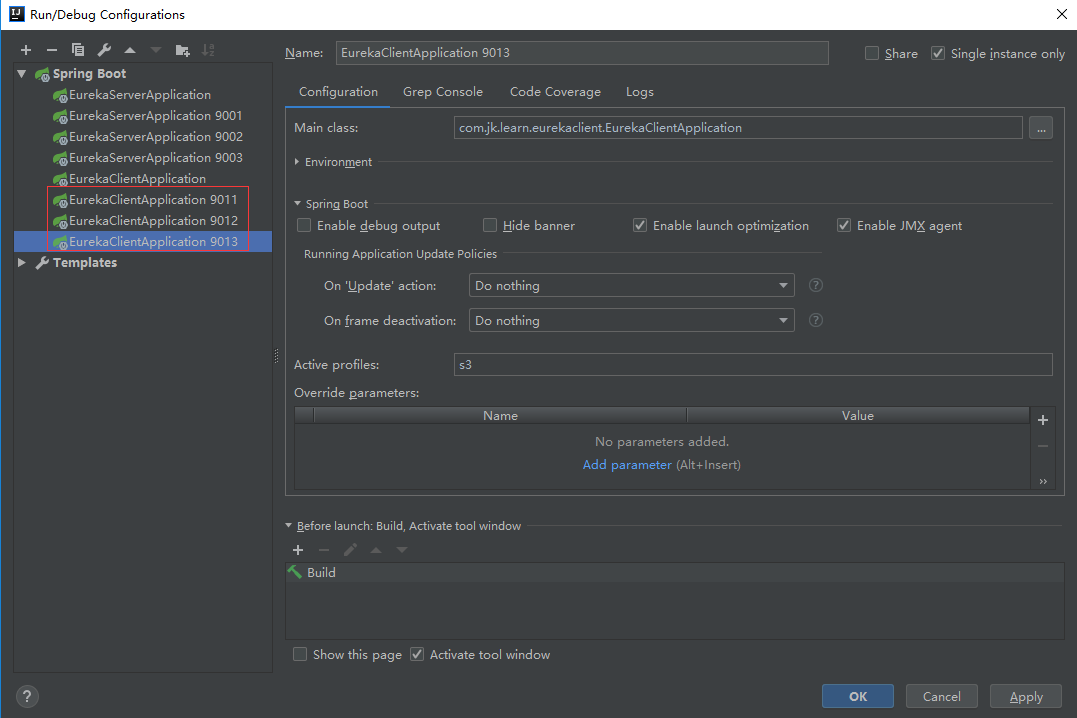 Run/Debug Configurations
Name: EurekaClientApplication 9013 Share Single instance only
Spring Boot
EurekaServerApplication
EurekaServerApplication 9001
EurekaServerApplication 9002
EurekaServerApplication 9003
EurekaClientApplication
EurekaClientApplication 9011
EurekaClientApplication 9012
EurekaClientApplication 9013
Templates
Configuration Grep Console Code Coverage Logs
Main class: com.jk.learn.eurekaclient.EurekaClientApplication ...
Environment
Spring Boot
Enable debug output Hide banner Enable launch optimization Enable JMX agent
Running Application Update Policies
On 'Update' action: Do nothing ?
On frame deactivation: Do nothing ?
Active profiles: s3
Override parameters:
Name Value
No parameters added.
Add parameter (Alt+Insert)
Before launch: Build, Activate tool window
Build
Show this page Activate tool window
? OK Cancel Apply